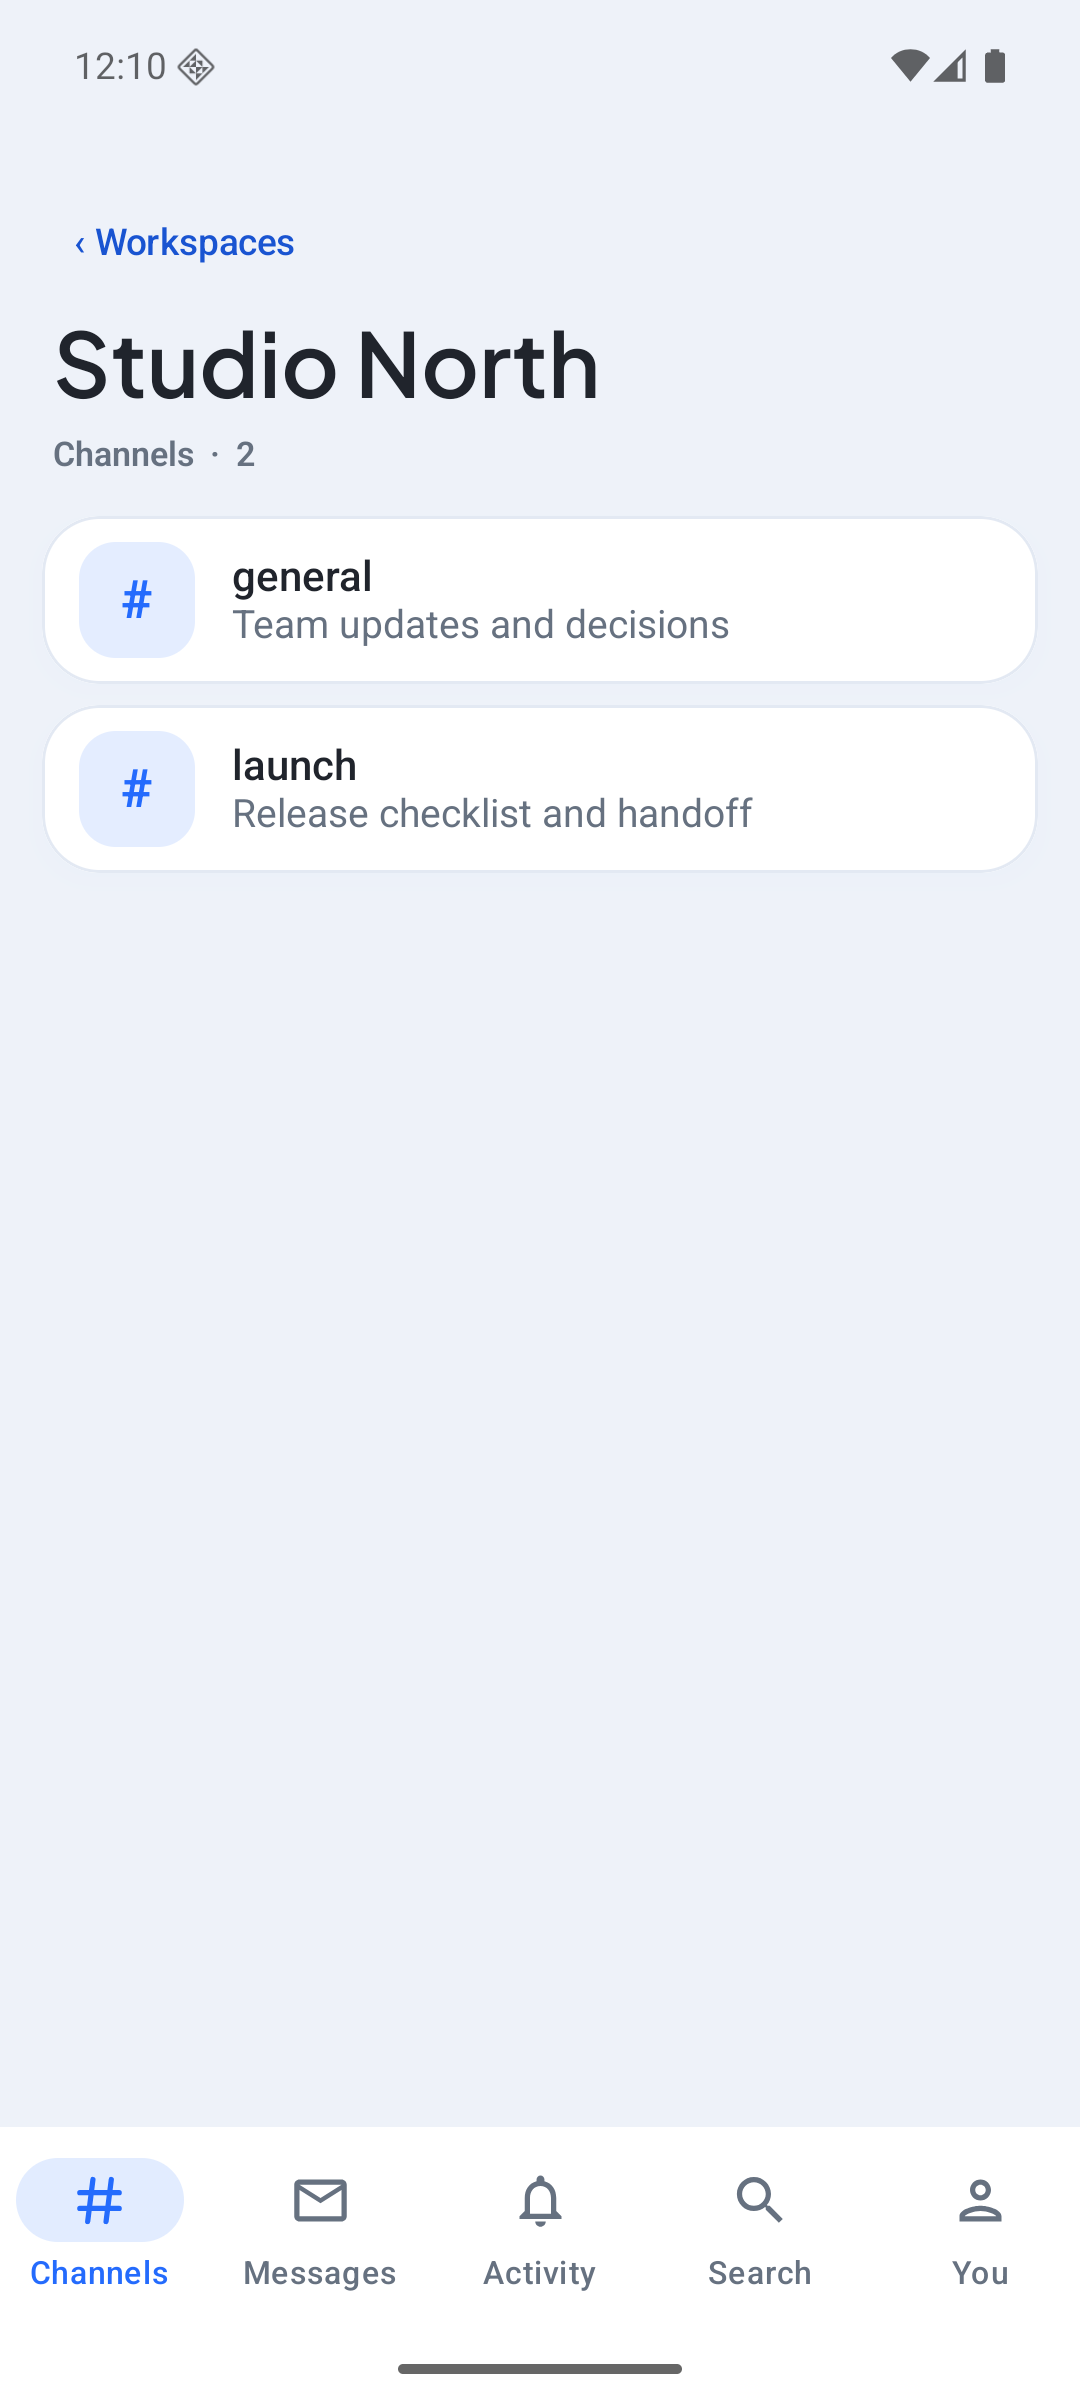 12:10
‹ Workspaces
Studio North
Channels · 2
#
general
Team updates and decisions
#
launch
Release checklist and handoff
Channels
Messages
Activity
Search
You